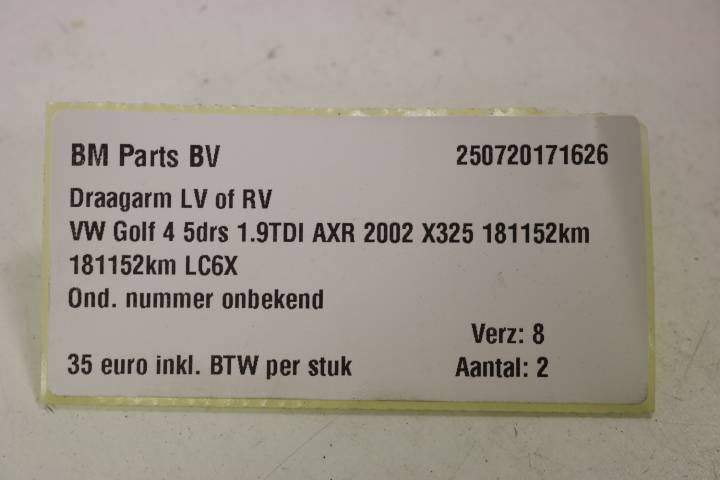 BM Parts BV 250720171626
Draagarm LV of RV
VW Golf 4 5drs 1.9TDI AXR 2002 X325 181152km
181152km LC6X
Ond. nummer onbekend
Verz: 8
35 euro inkl. BTW per stuk Aantal: 2